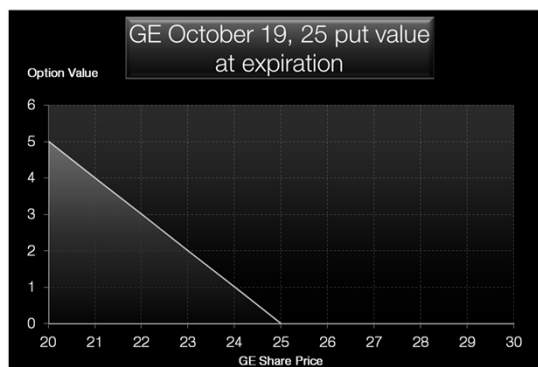 GE October 19, 25 put value
at expiration
Option Value
6
5
4
3
2
1
0
20 21 22 23 24 25 26 27 28 29 30
GE Share Price